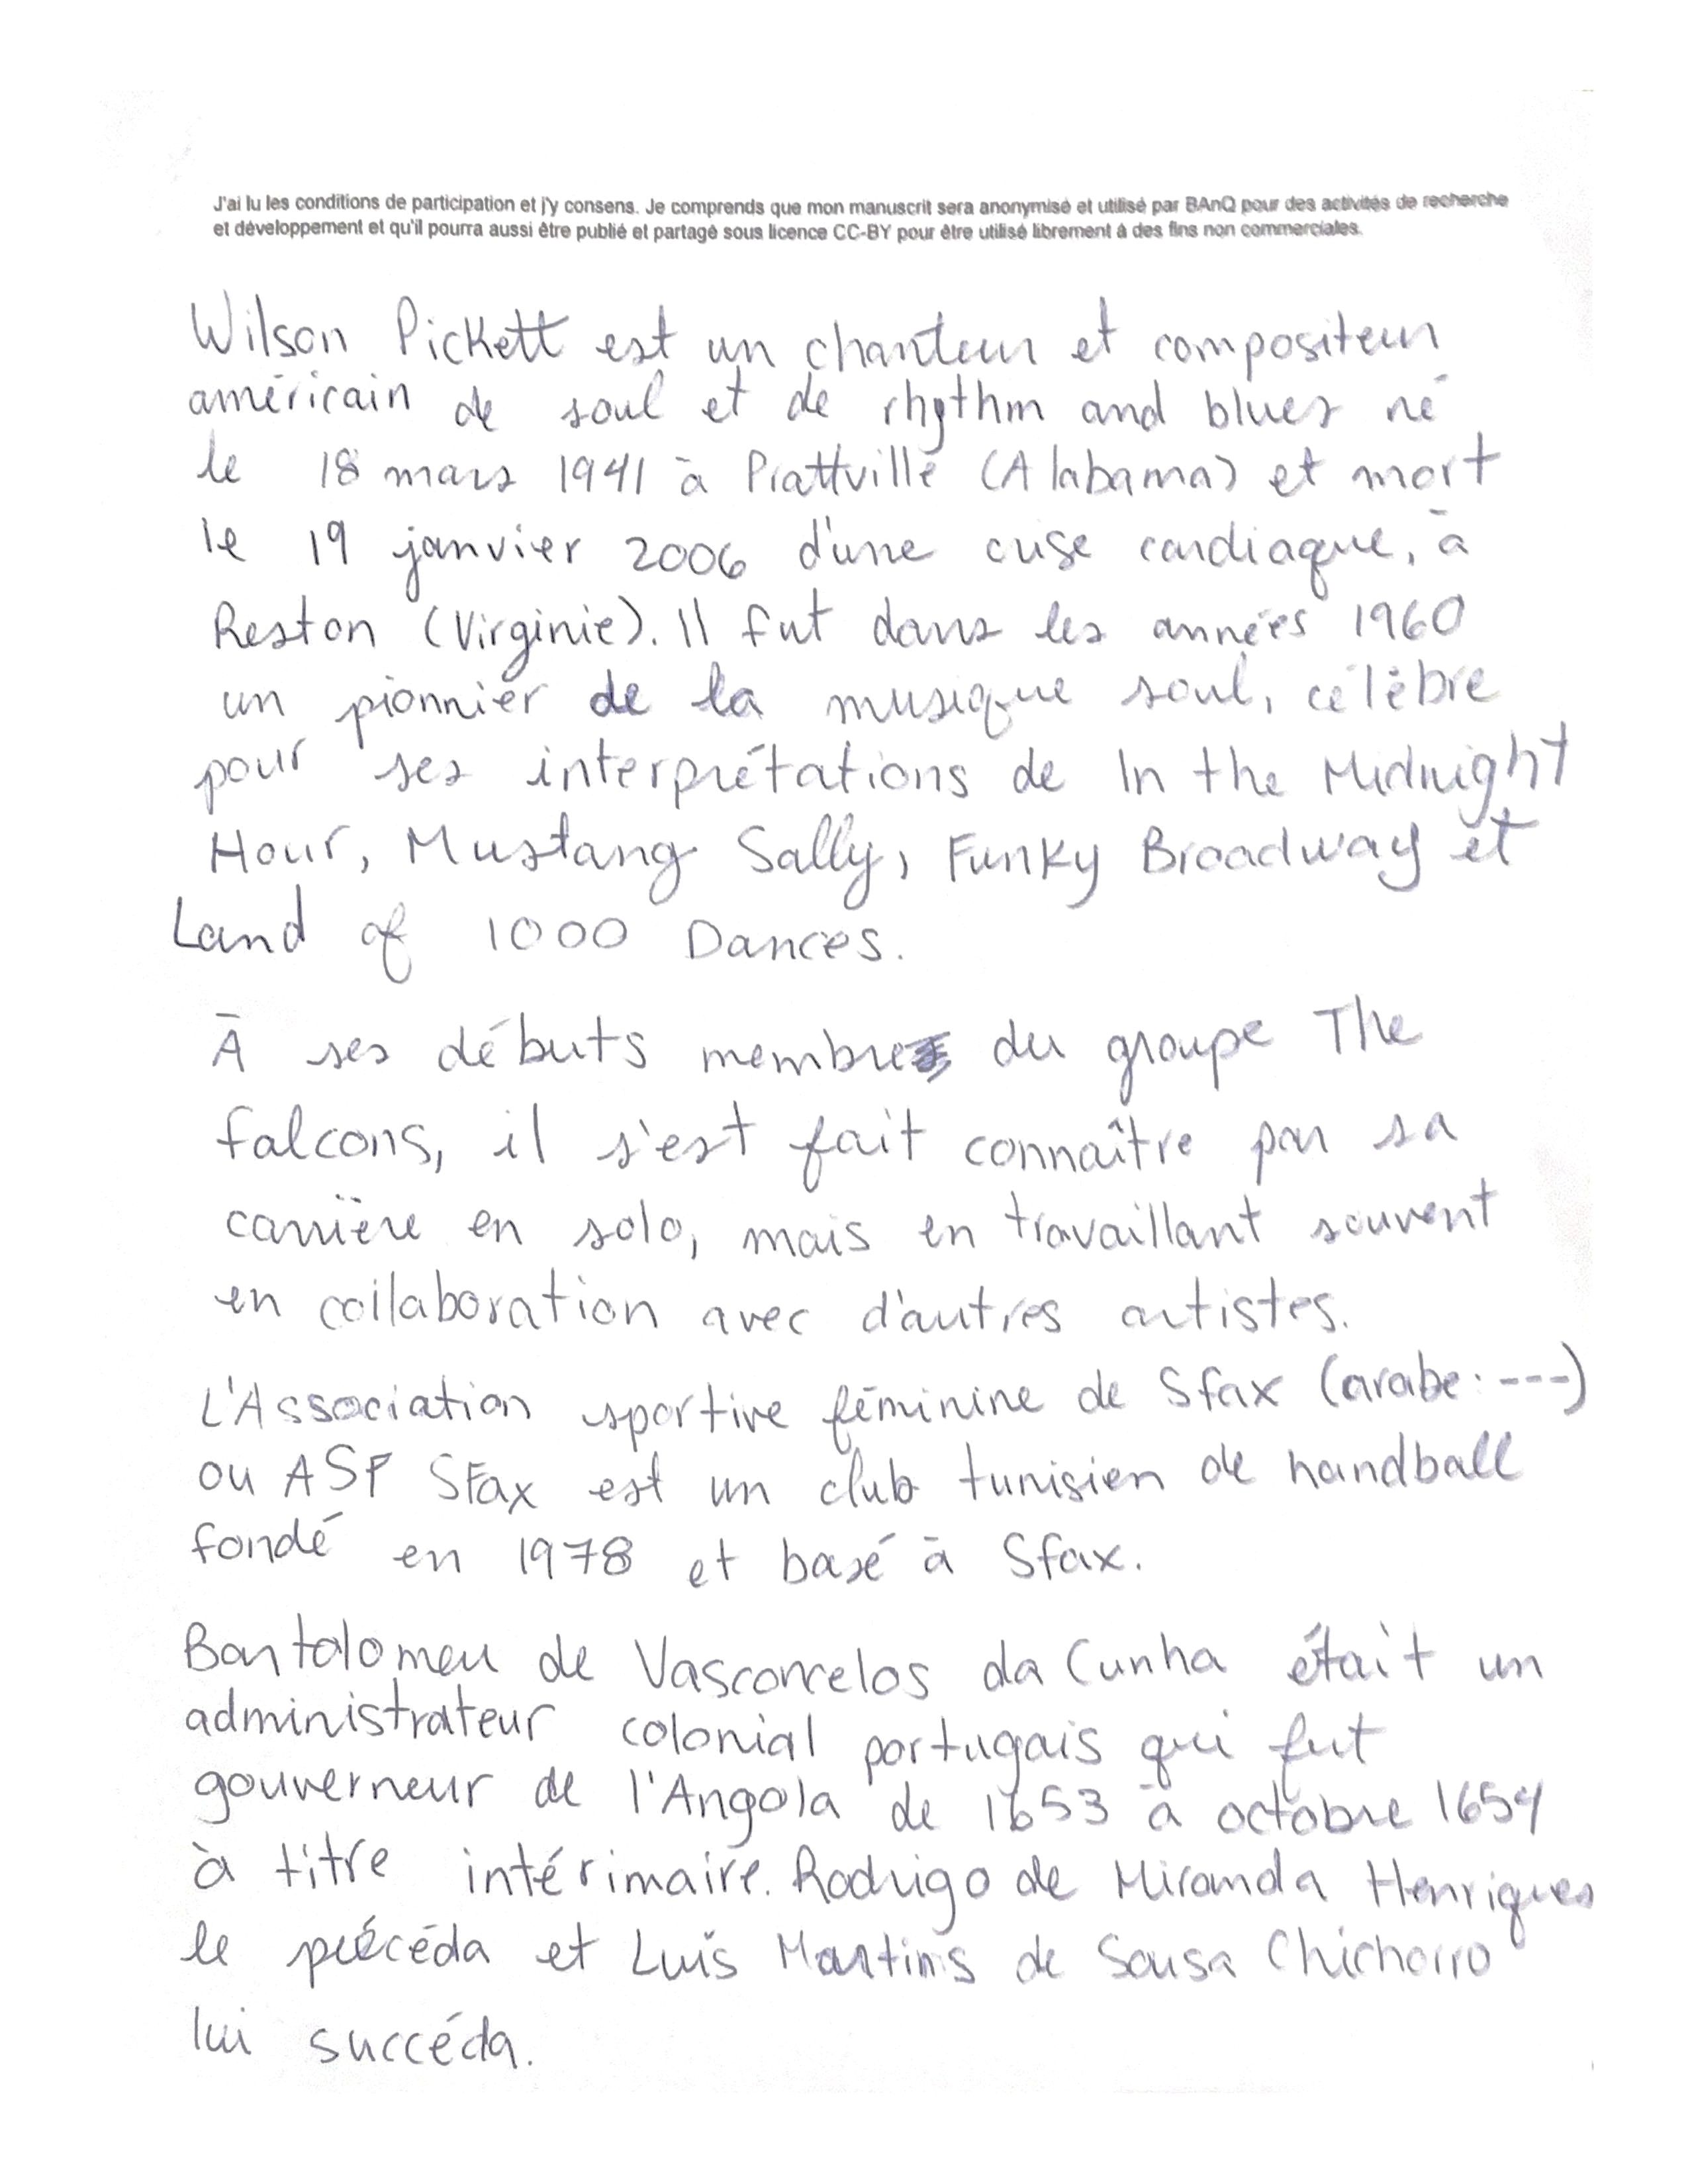 J'ai lu les conditions de participation et j'y consens. Je comprends que mon manuscrit sera anonymisé et utilisé par BAnQ pour des activités de recherche
et développement et qu'il pourra aussi être publié et partagé sous licence CC-BY pour être utilisé librement à des fins non commerciales.
Wilson Pickett est un chanteur et compositeur
américain de soul et de rhythm and blues né
le 18 mars 1941 à Prattville (Alabama) et mort
le 19 janvier 2006 d'une crise cardiaque, à
Reston (Virginie). Il fut dans les années 1960
un pionnier de la musique soul, célèbre
pour ses interprétations de In the Midnight
Hour, Mustang Sally, Funky Broadway et
Land of 1000 Dances.
À ses débuts membre du groupe The
Falcons, il s'est fait connaître par sa
carrière en solo, mais en travaillant souvent
en collaboration avec d'autres artistes.
L'Association sportive féminine de Sfax (arabe: ---)
ou ASF Sfax est un club tunisien de handball
fondé en 1978 et basé à Sfax.
Bartolomeu de Vasconcelos da Cunha était un
administrateur colonial portugais qui fut
gouverneur de l'Angola de 1653 à octobre 1654
à titre intérimaire. Rodrigo de Miranda Henriques
le précéda et Luis Martins de Sousa Chichorro
lui succéda.